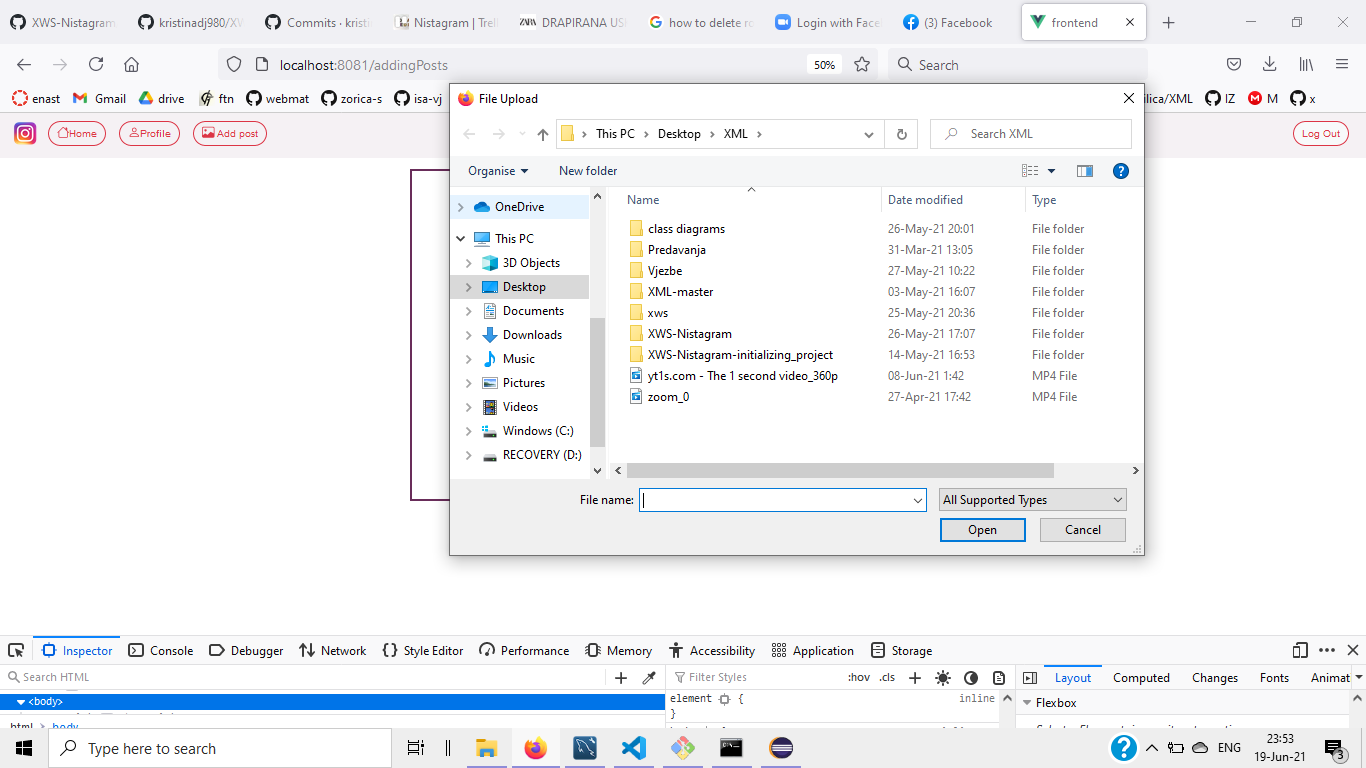 XWS-Nistagram
kristinadj980/XW
Commits · kristi
Nistagram | Trell
ZARA DRAPIRANA US
how to delete ro
Login with Face
(3) Facebook
frontend
localhost:8081/addingPosts
50%
Search
enast
Gmail
drive
ftn
webmat
zorica-s
isa-vj
ilica/XML
IZ
M
x
Home
Profile
Add post
Log Out
File Upload
This PC
Desktop
XML
Search XML
Organise
New folder
Name
Date modified
Type
OneDrive
This PC
3D Objects
Desktop
Documents
Downloads
Music
Pictures
Videos
Windows (C:)
RECOVERY (D:)
class diagrams 26-May-21 20:01 File folder
Predavanja 31-Mar-21 13:05 File folder
Vjezbe 27-May-21 10:22 File folder
XML-master 03-May-21 16:07 File folder
xws 25-May-21 20:36 File folder
XWS-Nistagram 26-May-21 17:07 File folder
XWS-Nistagram-initializing_project 14-May-21 16:53 File folder
yt1s.com - The 1 second video_360p 08-Jun-21 1:42 MP4 File
zoom_0 27-Apr-21 17:42 MP4 File
File name:
All Supported Types
Open
Cancel
Inspector
Console
Debugger
Network
Style Editor
Performance
Memory
Accessibility
Application
Storage
Search HTML
Filter Styles
:hov
.cls
Layout
Computed
Changes
Fonts
Animat
<body>
element { inline
}
Flexbox
html > body
Type here to search
ENG
23:53
19-Jun-21
3